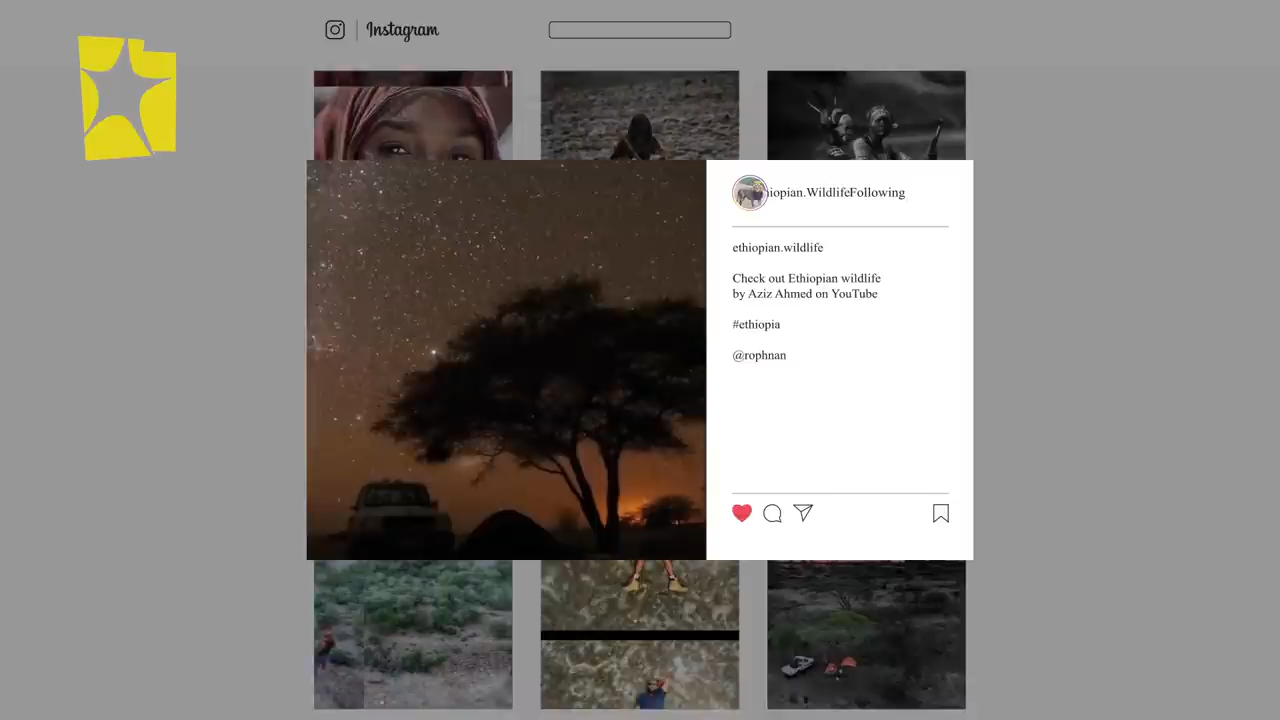 Instagram
iopian.WildlifeFollowing
ethiopian.wildlife
Check out Ethiopian wildlife
by Aziz Ahmed on YouTube
#ethiopia
@rophnan